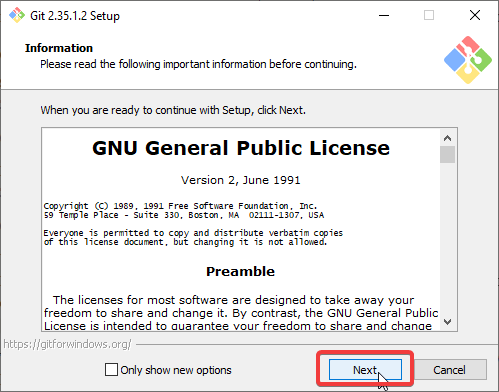 Git 2.35.1.2 Setup
Information
Please read the following important information before continuing.
When you are ready to continue with Setup, click Next.
GNU General Public License
Version 2, June 1991
Copyright (C) 1989, 1991 Free Software Foundation, Inc.
59 Temple Place - Suite 330, Boston, MA  02111-1307, USA
Everyone is permitted to copy and distribute verbatim copies
of this license document, but changing it is not allowed.
Preamble
The licenses for most software are designed to take away your
freedom to share and change it. By contrast, the GNU General Public
License is intended to guarantee your freedom to share and change
https://gitforwindows.org/
Only show new options
Next
Cancel